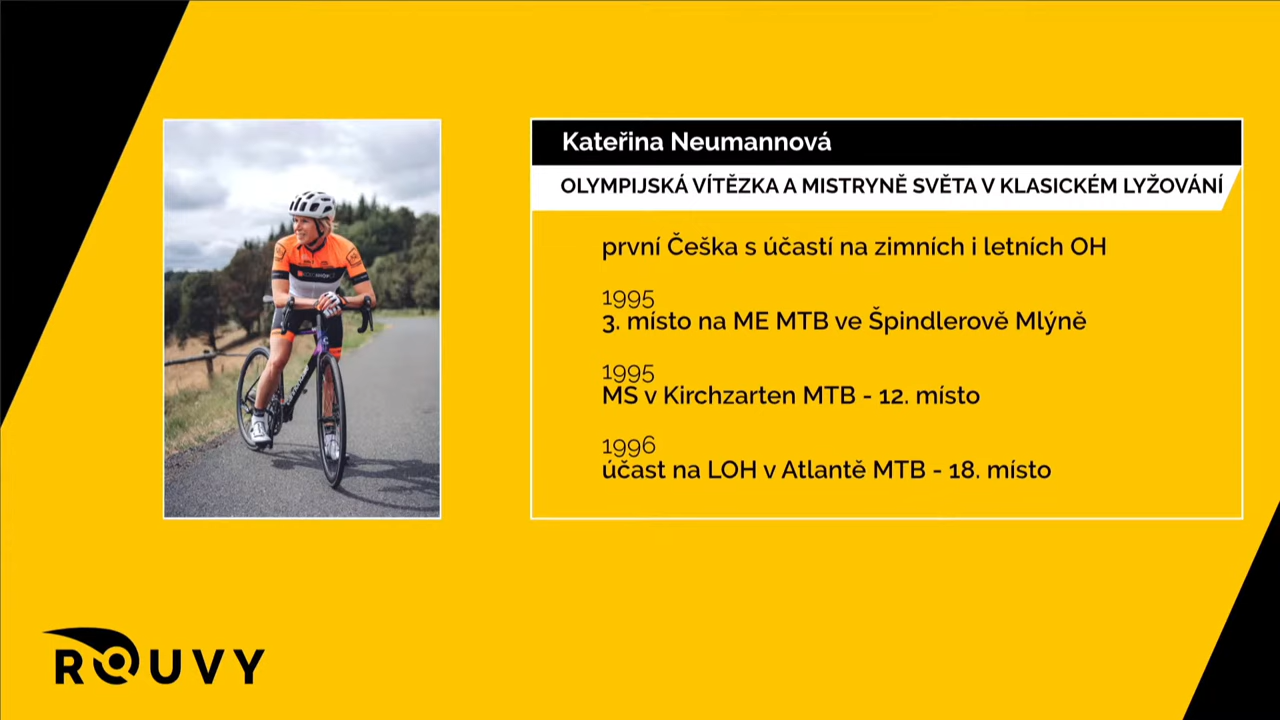 Kateřina Neumannová
OLYMPIJSKÁ VÍTĚZKA A MISTRYNĚ SVĚTA V KLASICKÉM LYŽOVÁNÍ
první Češka s účastí na zimních i letních OH
1995
3. místo na ME MTB ve Špindlerově Mlýně
1995
MS v Kirchzarten MTB - 12. místo
1996
účast na LOH v Atlantě MTB - 18. místo
ROUVY